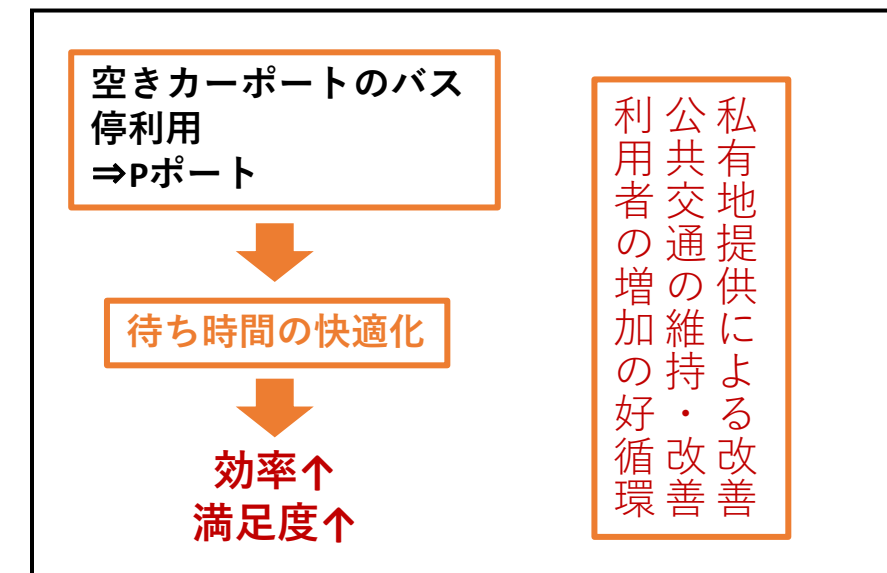 空きカーポートのバス
停利用
⇒Pポート
待ち時間の快適化
効率↑
満足度↑
私有地提供による改善
公共交通の維持・改善
利用者の増加の好循環